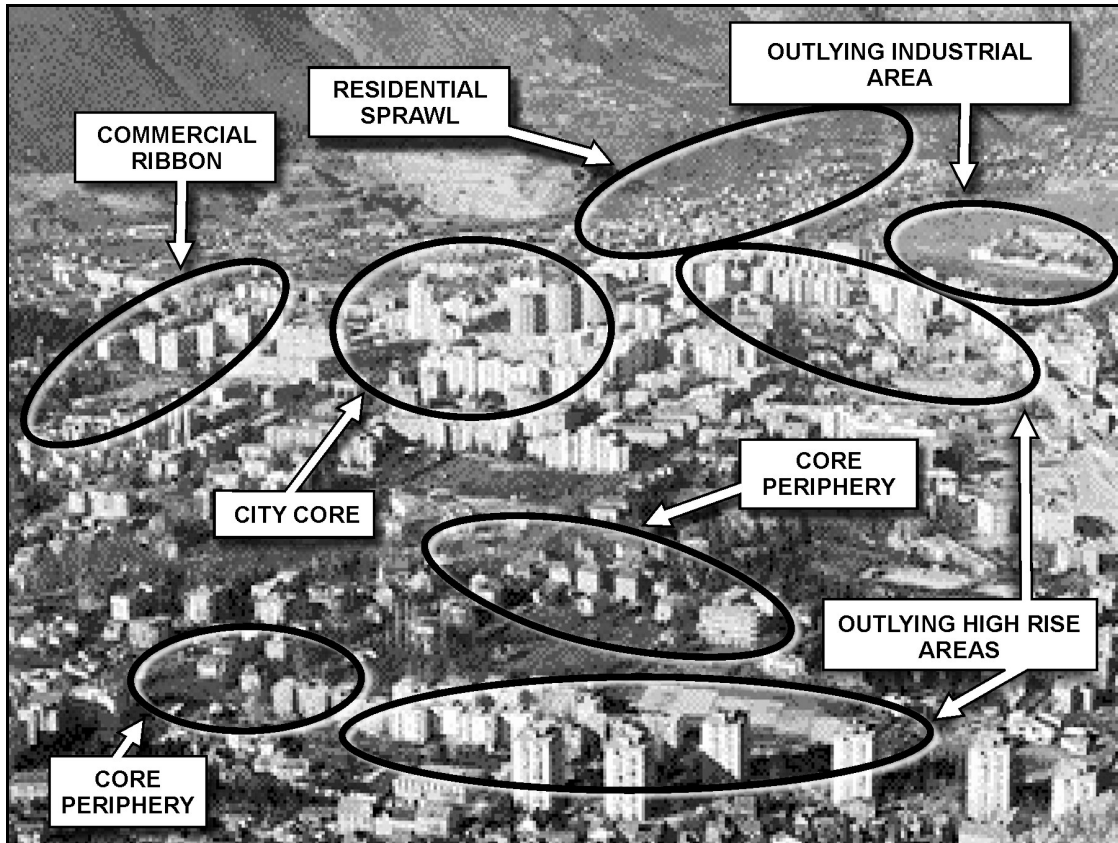 OUTLYING INDUSTRIAL
AREA
RESIDENTIAL
SPRAWL
COMMERCIAL
RIBBON
CORE
PERIPHERY
CITY CORE
OUTLYING HIGH RISE
AREAS
CORE
PERIPHERY